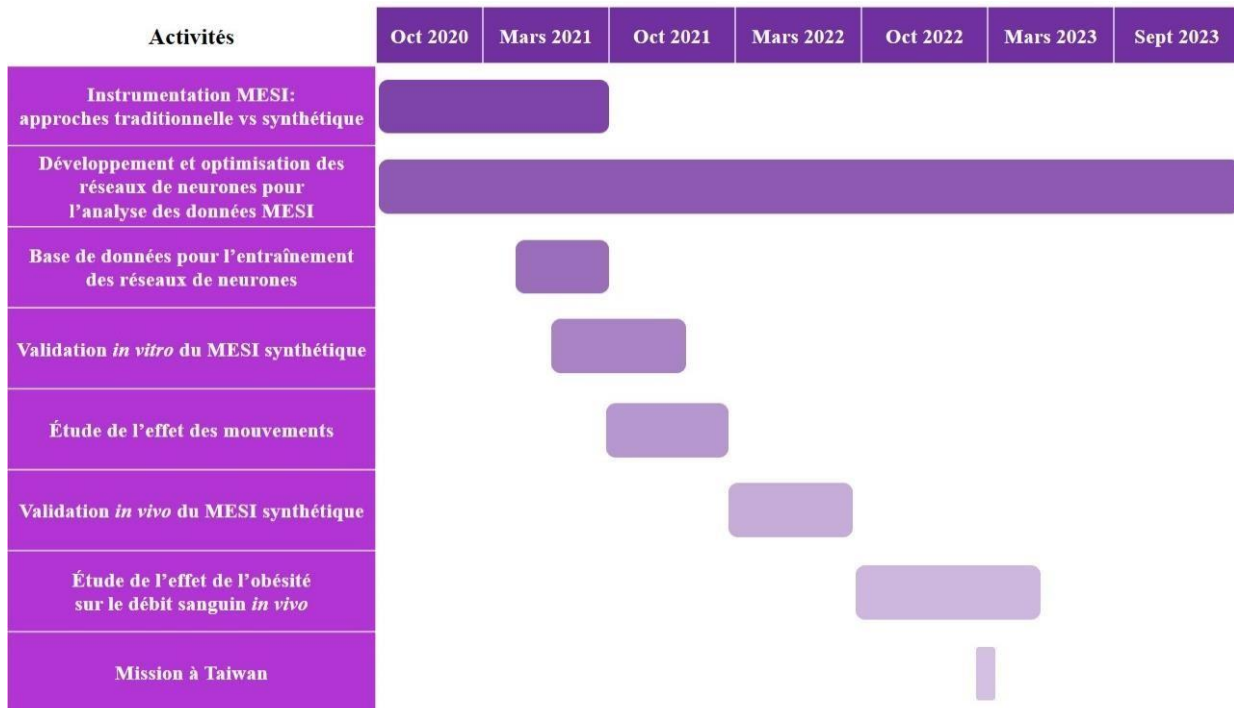 Activités
Oct 2020
Mars 2021
Oct 2021
Mars 2022
Oct 2022
Mars 2023
Sept 2023
Instrumentation MESI:
approches traditionnelle vs synthétique
Développement et optimisation des
réseaux de neurones pour
l’analyse des données MESI
Base de données pour l’entraînement
des réseaux de neurones
Validation in vitro du MESI synthétique
Étude de l’effet des mouvements
Validation in vivo du MESI synthétique
Étude de l’effet de l’obésité
sur le débit sanguin in vivo
Mission à Taiwan